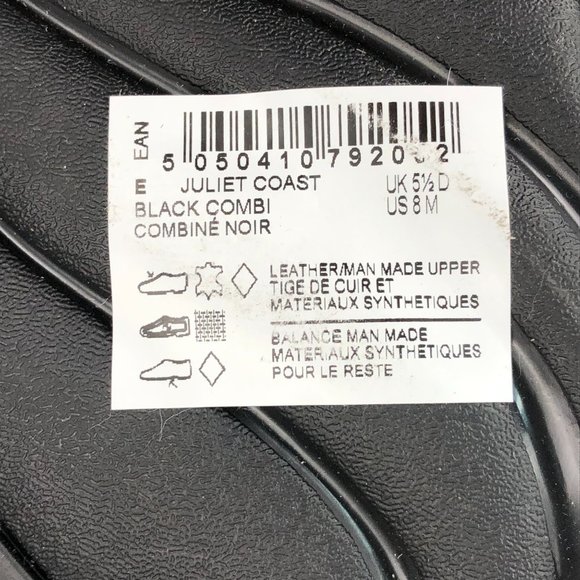 EAN
5 050410
E JULIET COAST UK 5½ D
BLACK COMBI US 8 M
COMBINÉ NOIR
LEATHER/MAN MADE UPPER
TIGE DE CUIR ET
MATERIAUX SYNTHETIQUES
BALANCE MAN MADE
MATERIAUX SYNTHETIQUES
POUR LE RESTE